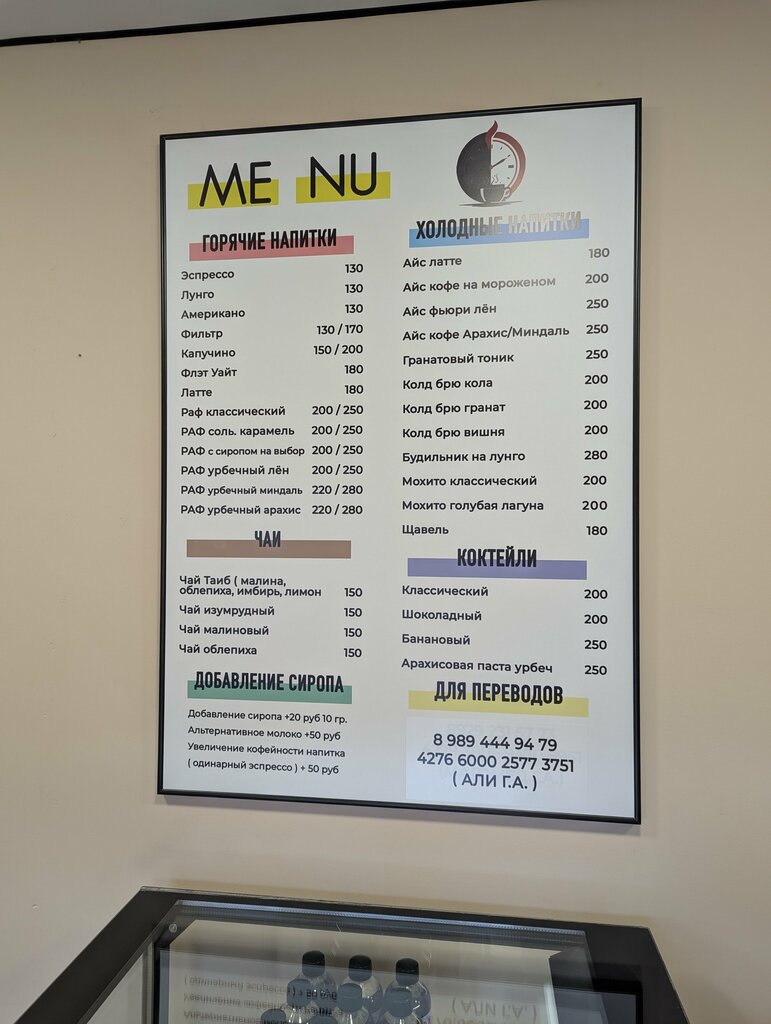 ME NU
ГОРЯЧИЕ НАПИТКИ
Эспрессо 130
Лунго 130
Американо 130
Фильтр 130 / 170
Капучино 150 / 200
Флэт Уайт 180
Латте 180
Раф классический 200 / 250
РАФ соль. карамель 200 / 250
РАФ с сиропом на выбор 200 / 250
РАФ урбечный лён 200 / 250
РАФ урбечный миндаль 220 / 280
РАФ урбечный арахис 220 / 280
ЧАИ
Чай Таиб ( малина,
облепиха, имбирь, лимон 150
Чай изумрудный 150
Чай малиновый 150
Чай облепиха 150
ДОБАВЛЕНИЕ СИРОПА
Добавление сиропа +20 руб 10 гр.
Альтернативное молоко +50 руб
Увеличение кофейности напитка
( одинарный эспрессо ) + 50 руб
ХОЛОДНЫЕ НАПИТКИ
Айс латте 180
Айс кофе на мороженом 200
Айс фьюри лён 250
Айс кофе Арахис/Миндаль 250
Гранатовый тоник 250
Колд брю кола 200
Колд брю гранат 200
Колд брю вишня 200
Будильник на лунго 280
Мохито классический 200
Мохито голубая лагуна 200
Щавель 180
КОКТЕЙЛИ
Классический 200
Шоколадный 200
Банановый 250
Арахисовая паста урбеч 250
ДЛЯ ПЕРЕВОДОВ
8 989 444 94 79
4276 6000 2577 3751
( АЛИ Г.А. )